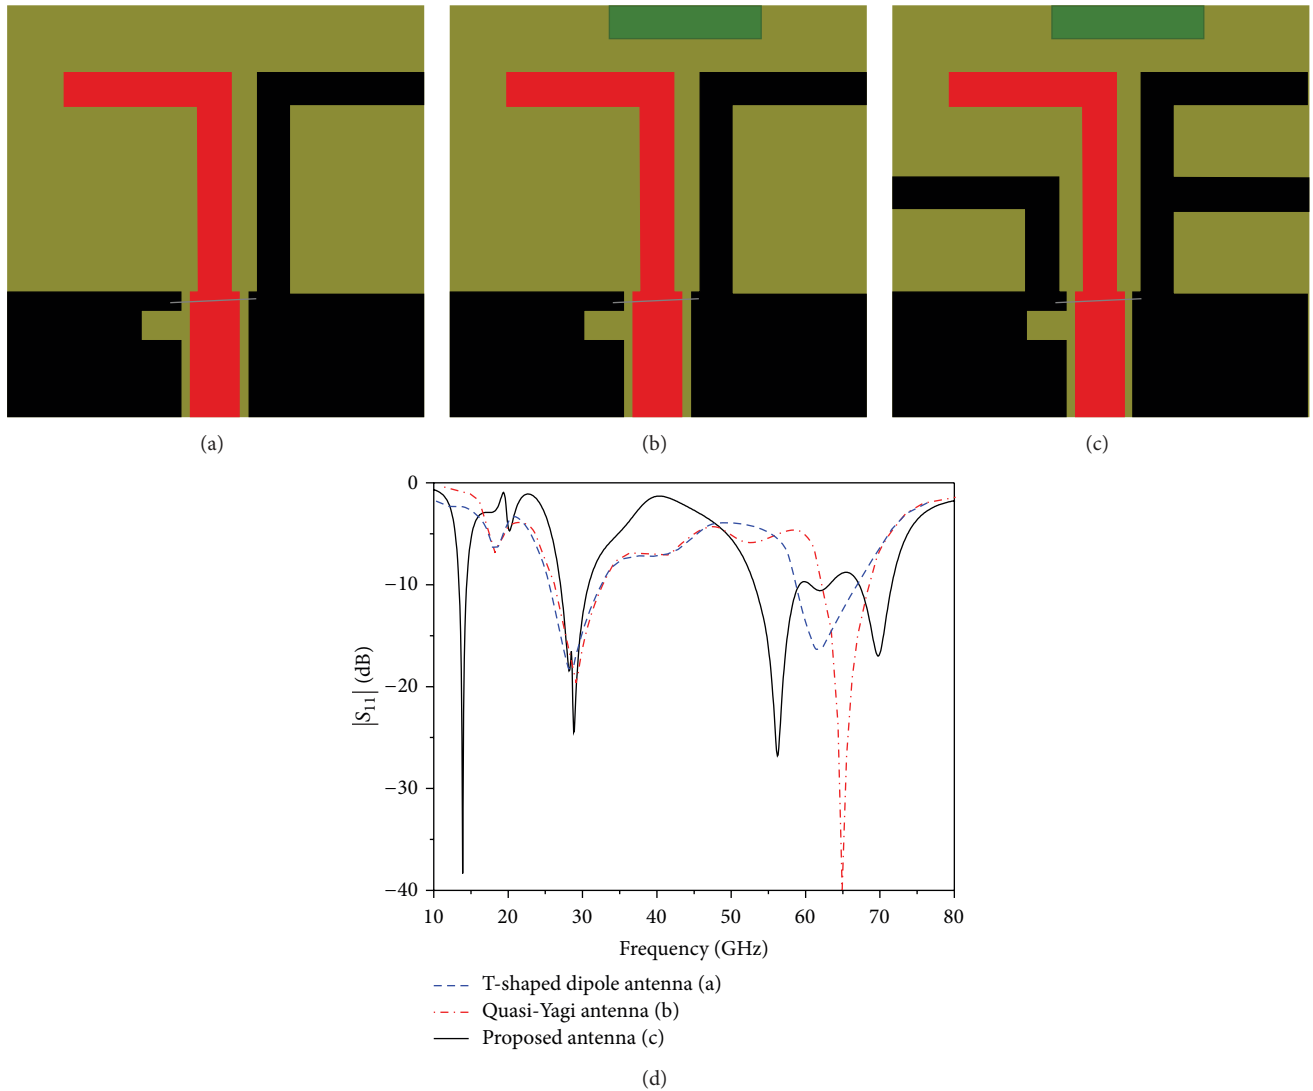 (a)
(b)
(c)
0
−10
−20
−30
−40
|S₁₁| (dB)
10
20
30
40
50
60
70
80
Frequency (GHz)
T-shaped dipole antenna (a)
Quasi-Yagi antenna (b)
Proposed antenna (c)
(d)